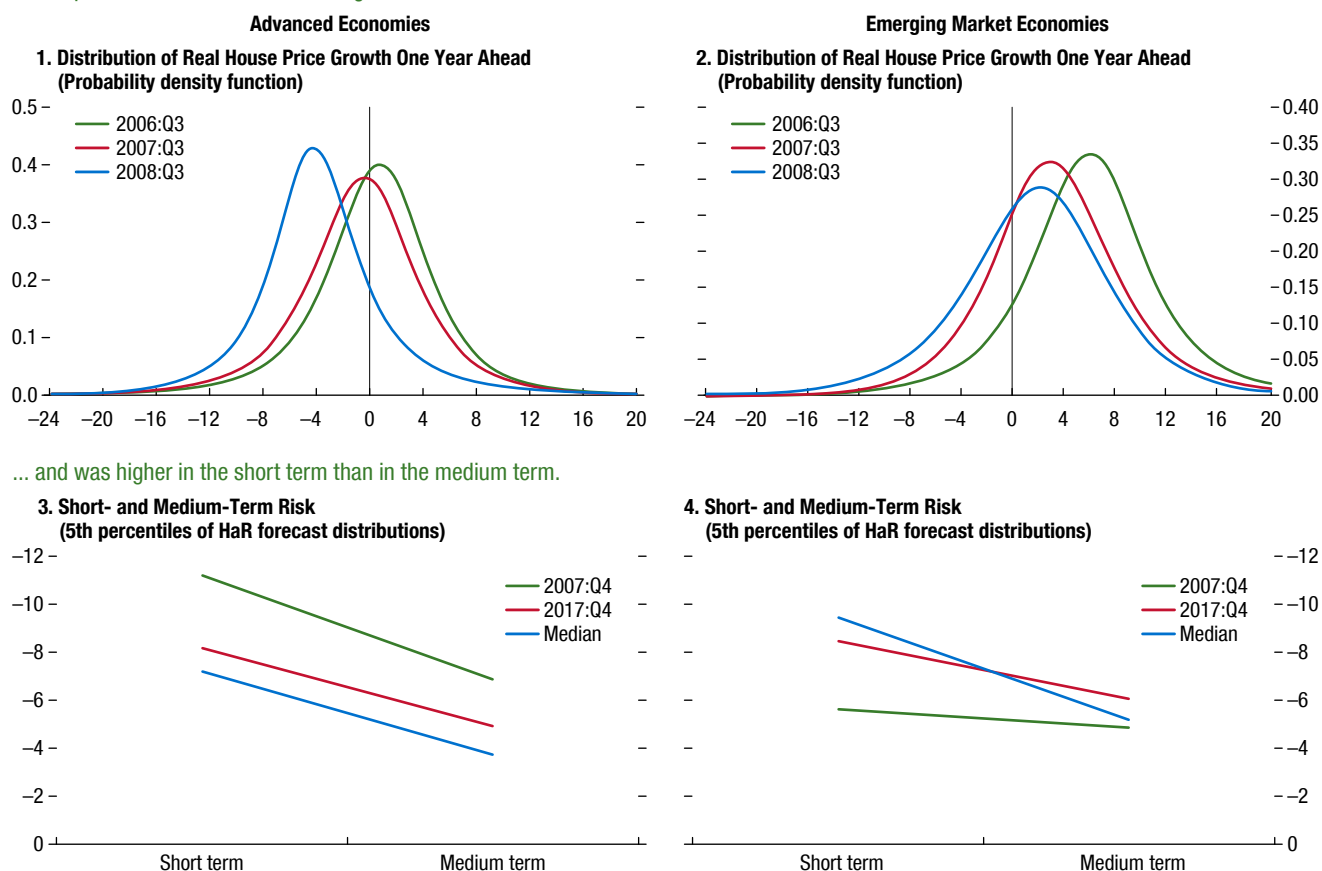 Advanced Economies
Emerging Market Economies
1. Distribution of Real House Price Growth One Year Ahead
(Probability density function)
2. Distribution of Real House Price Growth One Year Ahead
(Probability density function)
0.5
0.4
0.3
0.2
0.1
0.0
2006:Q3
2007:Q3
2008:Q3
–24 –20 –16 –12 –8 –4 0 4 8 12 16 20
2006:Q3
2007:Q3
2008:Q3
0.40
0.35
0.30
0.25
0.20
0.15
0.10
0.05
0.00
–24 –20 –16 –12 –8 –4 0 4 8 12 16 20
... and was higher in the short term than in the medium term.
3. Short- and Medium-Term Risk
(5th percentiles of HaR forecast distributions)
4. Short- and Medium-Term Risk
(5th percentiles of HaR forecast distributions)
–12
–10
–8
–6
–4
–2
0
2007:Q4
2017:Q4
Median
Short term Medium term
2007:Q4
2017:Q4
Median
–12
–10
–8
–6
–4
–2
0
Short term Medium term